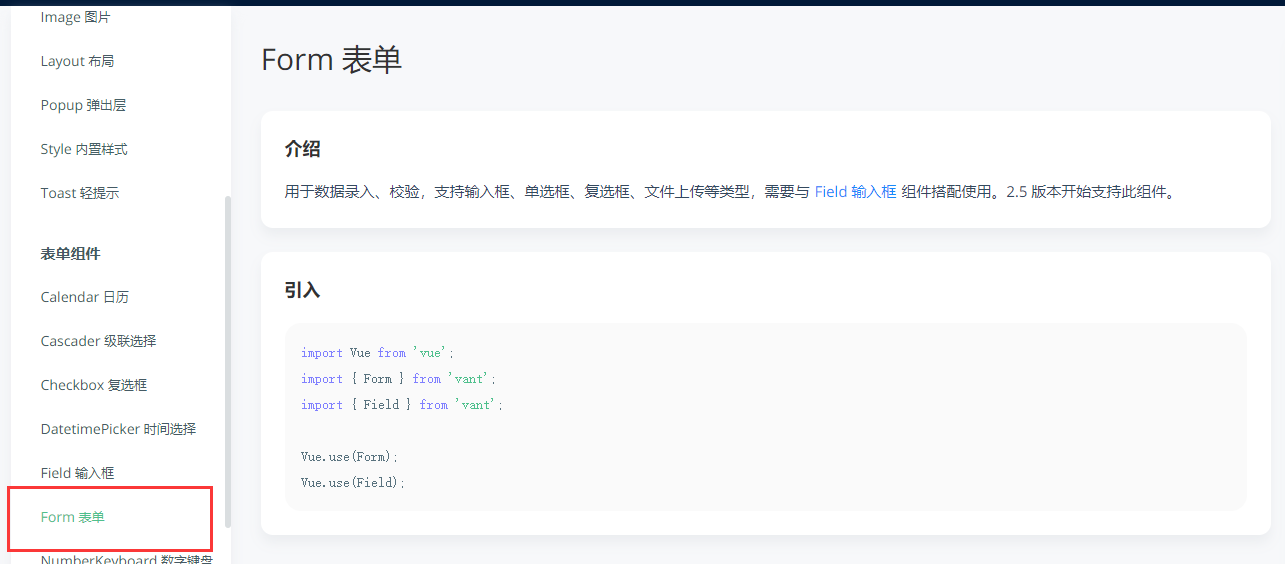 Image 图片
Layout 布局
Popup 弹出层
Style 内置样式
Toast 轻提示
表单组件
Calendar 日历
Cascader 级联选择
Checkbox 复选框
DatetimePicker 时间选择
Field 输入框
Form 表单
NumberKeyboard 数字键盘
Form 表单
介绍
用于数据录入、校验，支持输入框、单选框、复选框、文件上传等类型，需要与 Field 输入框 组件搭配使用。2.5 版本开始支持此组件。
引入
import Vue from 'vue';
import { Form } from 'vant';
import { Field } from 'vant';
Vue.use(Form);
Vue.use(Field);